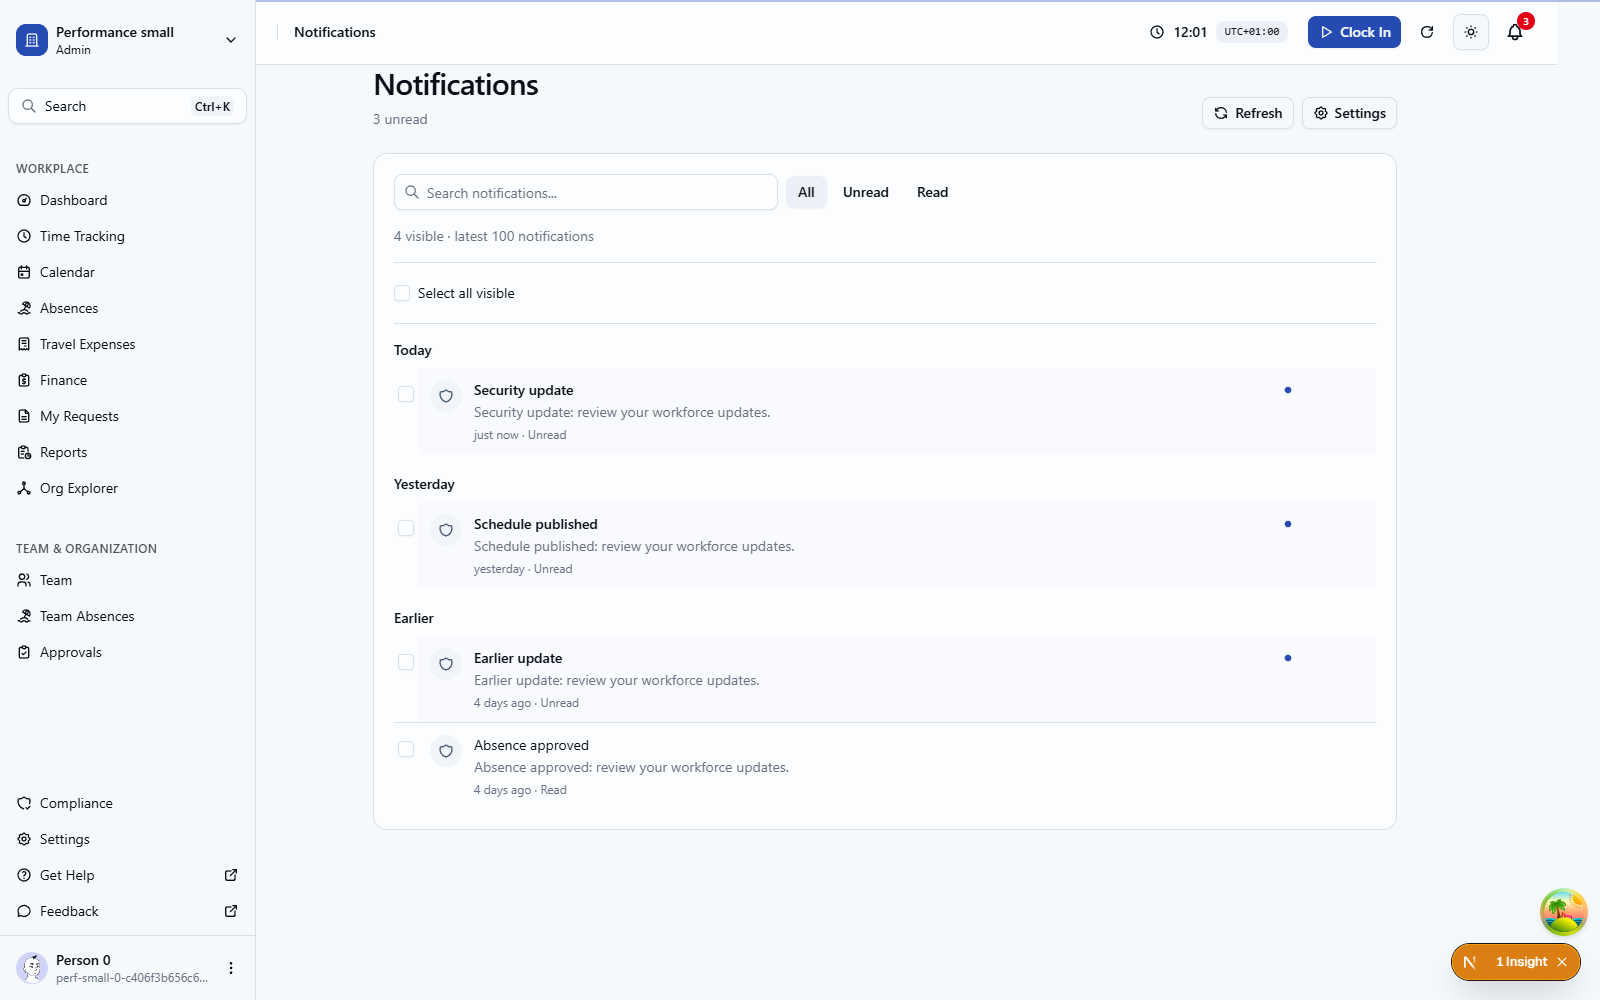 Performance small
Admin
Search
Ctrl+K
WORKPLACE
Dashboard
Time Tracking
Calendar
Absences
Travel Expenses
Finance
My Requests
Reports
Org Explorer
TEAM & ORGANIZATION
Team
Team Absences
Approvals
Compliance
Settings
Get Help
Feedback
Person 0
perf-small-0-c406f3b656c6...
Notifications
12:01
UTC+01:00
Clock In
3
Notifications
3 unread
Refresh
Settings
Search notifications...
All
Unread
Read
4 visible · latest 100 notifications
Select all visible
Today
Security update
Security update: review your workforce updates.
just now · Unread
Yesterday
Schedule published
Schedule published: review your workforce updates.
yesterday · Unread
Earlier
Earlier update
Earlier update: review your workforce updates.
4 days ago · Unread
Absence approved
Absence approved: review your workforce updates.
4 days ago · Read
1 Insight